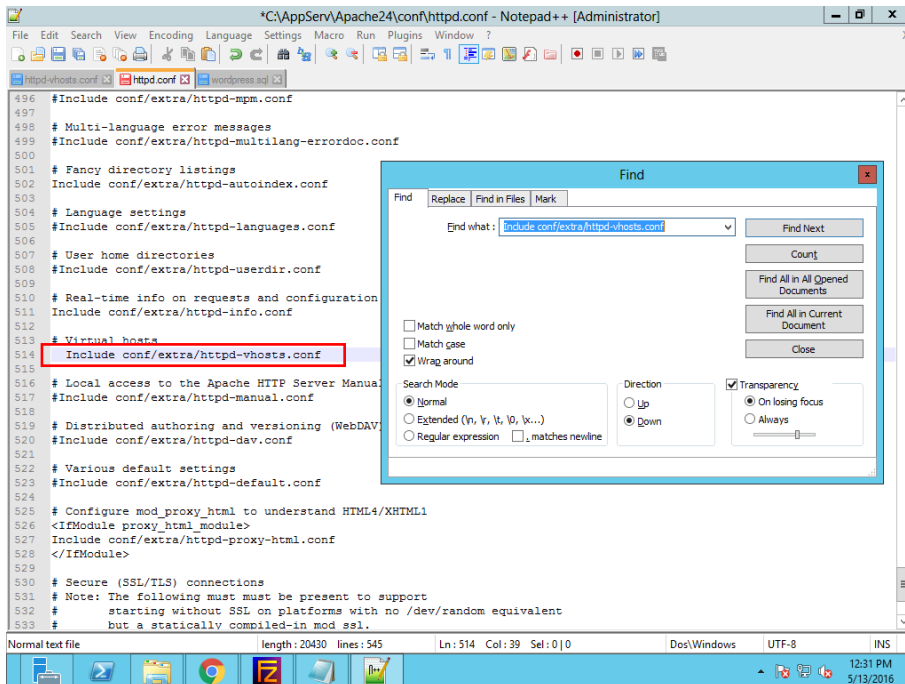 *C:\AppServ\Apache24\conf\httpd.conf - Notepad++ [Administrator]
File Edit Search View Encoding Language Settings Macro Run Plugins Window ?
httpd-vhosts.conf httpd.conf wordpress.sql
496 #Include conf/extra/httpd-mpm.conf
497
498 # Multi-language error messages
499 #Include conf/extra/httpd-multilang-errordoc.conf
500
501 # Fancy directory listings
502 Include conf/extra/httpd-autoindex.conf
503
504 # Language settings
505 #Include conf/extra/httpd-languages.conf
506
507 # User home directories
508 #Include conf/extra/httpd-userdir.conf
509
510 # Real-time info on requests and configuration
511 Include conf/extra/httpd-info.conf
512
513 # Virtual hosts
514 Include conf/extra/httpd-vhosts.conf
515
516 # Local access to the Apache HTTP Server Manual
517 #Include conf/extra/httpd-manual.conf
518
519 # Distributed authoring and versioning (WebDAV)
520 #Include conf/extra/httpd-dav.conf
521
522 # Various default settings
523 #Include conf/extra/httpd-default.conf
524
525 # Configure mod_proxy_html to understand HTML4/XHTML1
526 <IfModule proxy_html_module>
527 Include conf/extra/httpd-proxy-html.conf
528 </IfModule>
529
530 # Secure (SSL/TLS) connections
531 # Note: The following must must be present to support
532 # starting without SSL on platforms with no /dev/random equivalent
533 # but a statically compiled-in mod_ssl.
Find
Find Replace Find in Files Mark
Find what : Include conf/extra/httpd-vhosts.conf
Find Next
Count
Find All in All Opened
Documents
Find All in Current
Document
Close
Match whole word only
Match case
Wrap around
Search Mode
Normal
Extended (\n, \r, \t, \0, \x...)
Regular expression . matches newline
Direction
Up
Down
Transparency
On losing focus
Always
Normal text file length : 20430 lines : 545 Ln : 514 Col : 39 Sel : 0 | 0 Dos\Windows UTF-8 INS
12:31 PM
5/13/2016